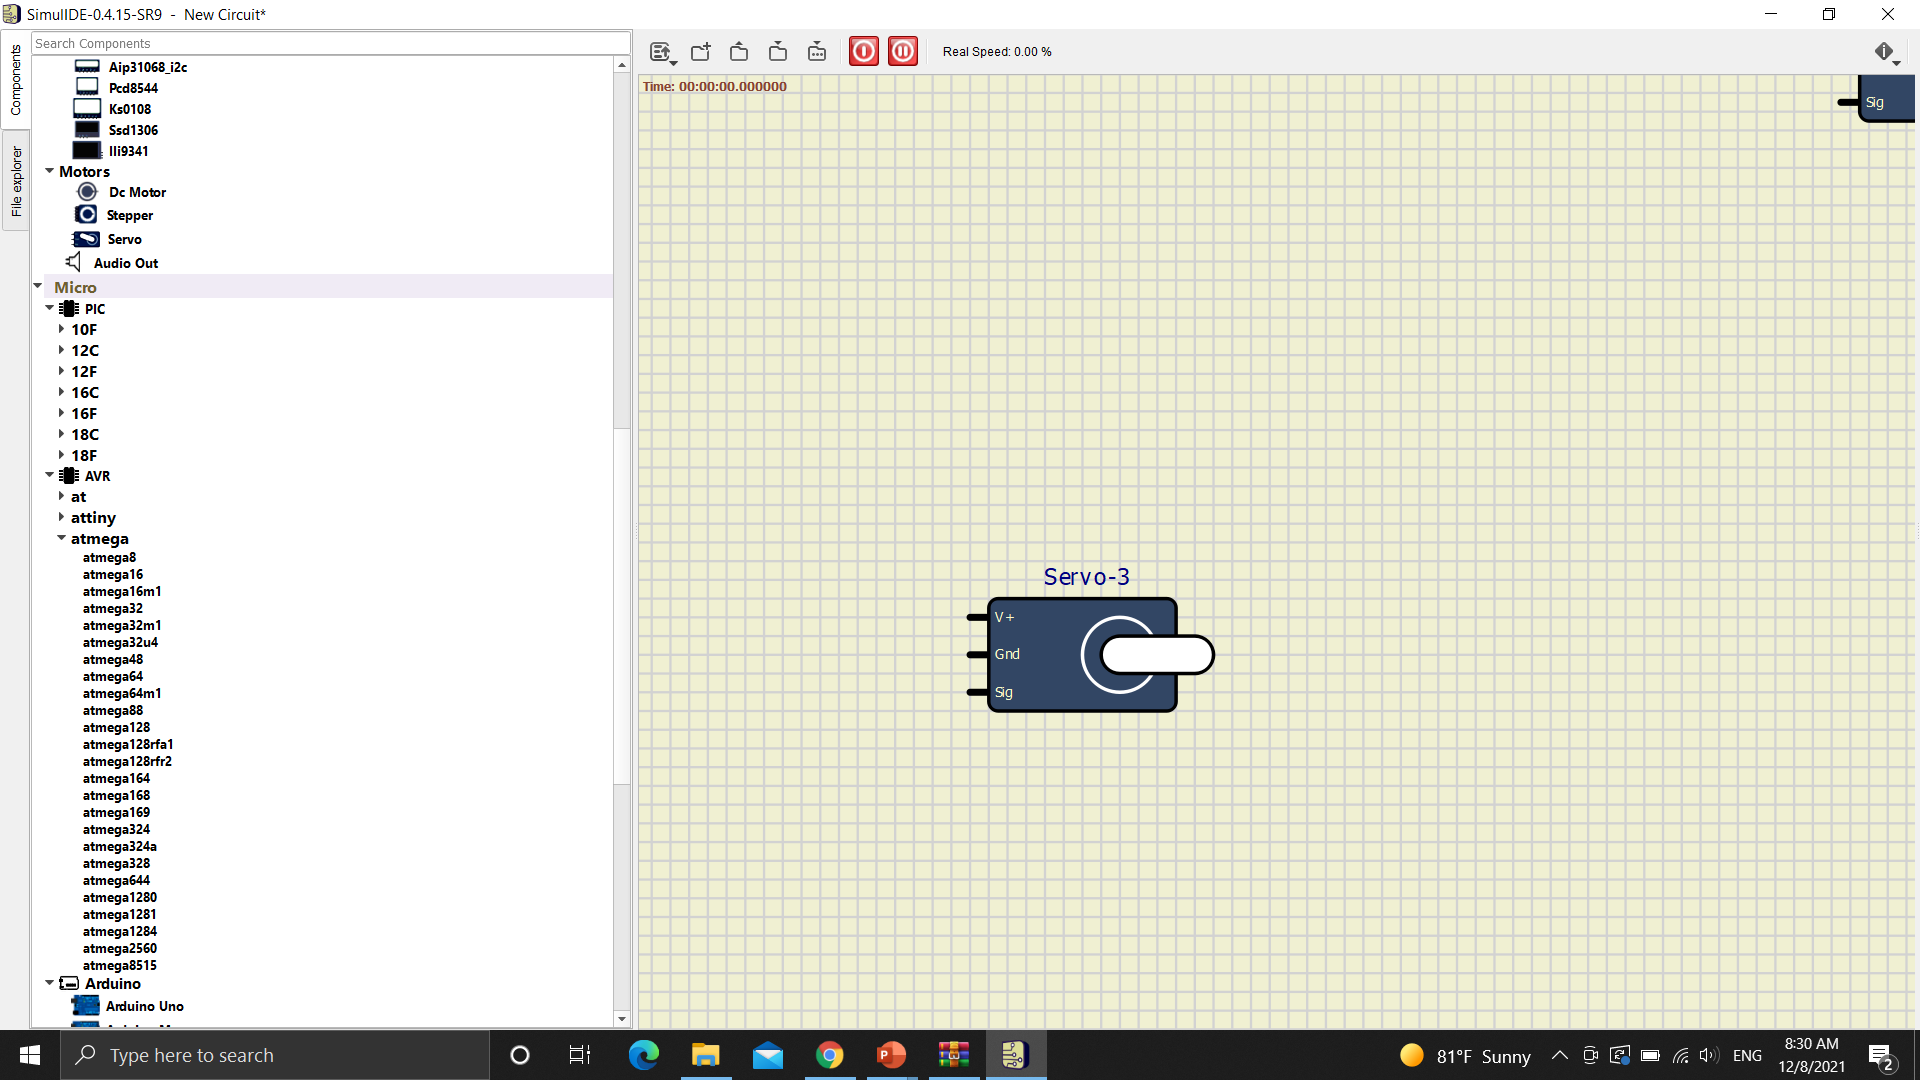 SimulIDE-0.4.15-SR9 - New Circuit*
Components
File explorer
Search Components
Aip31068_i2c
Pcd8544
Ks0108
Ssd1306
Ili9341
Motors
Dc Motor
Stepper
Servo
Audio Out
Micro
PIC
10F
12C
12F
16C
16F
18C
18F
AVR
at
attiny
atmega
atmega8
atmega16
atmega16m1
atmega32
atmega32m1
atmega32u4
atmega48
atmega64
atmega64m1
atmega88
atmega128
atmega128rfa1
atmega128rfr2
atmega164
atmega168
atmega169
atmega324
atmega324a
atmega328
atmega644
atmega1280
atmega1281
atmega1284
atmega2560
atmega8515
Arduino
Arduino Uno
Real Speed: 0.00 %
Time: 00:00:00.000000
Sig
Servo-3
V+
Gnd
Sig
Type here to search
81°F Sunny
ENG
8:30 AM
12/8/2021
2